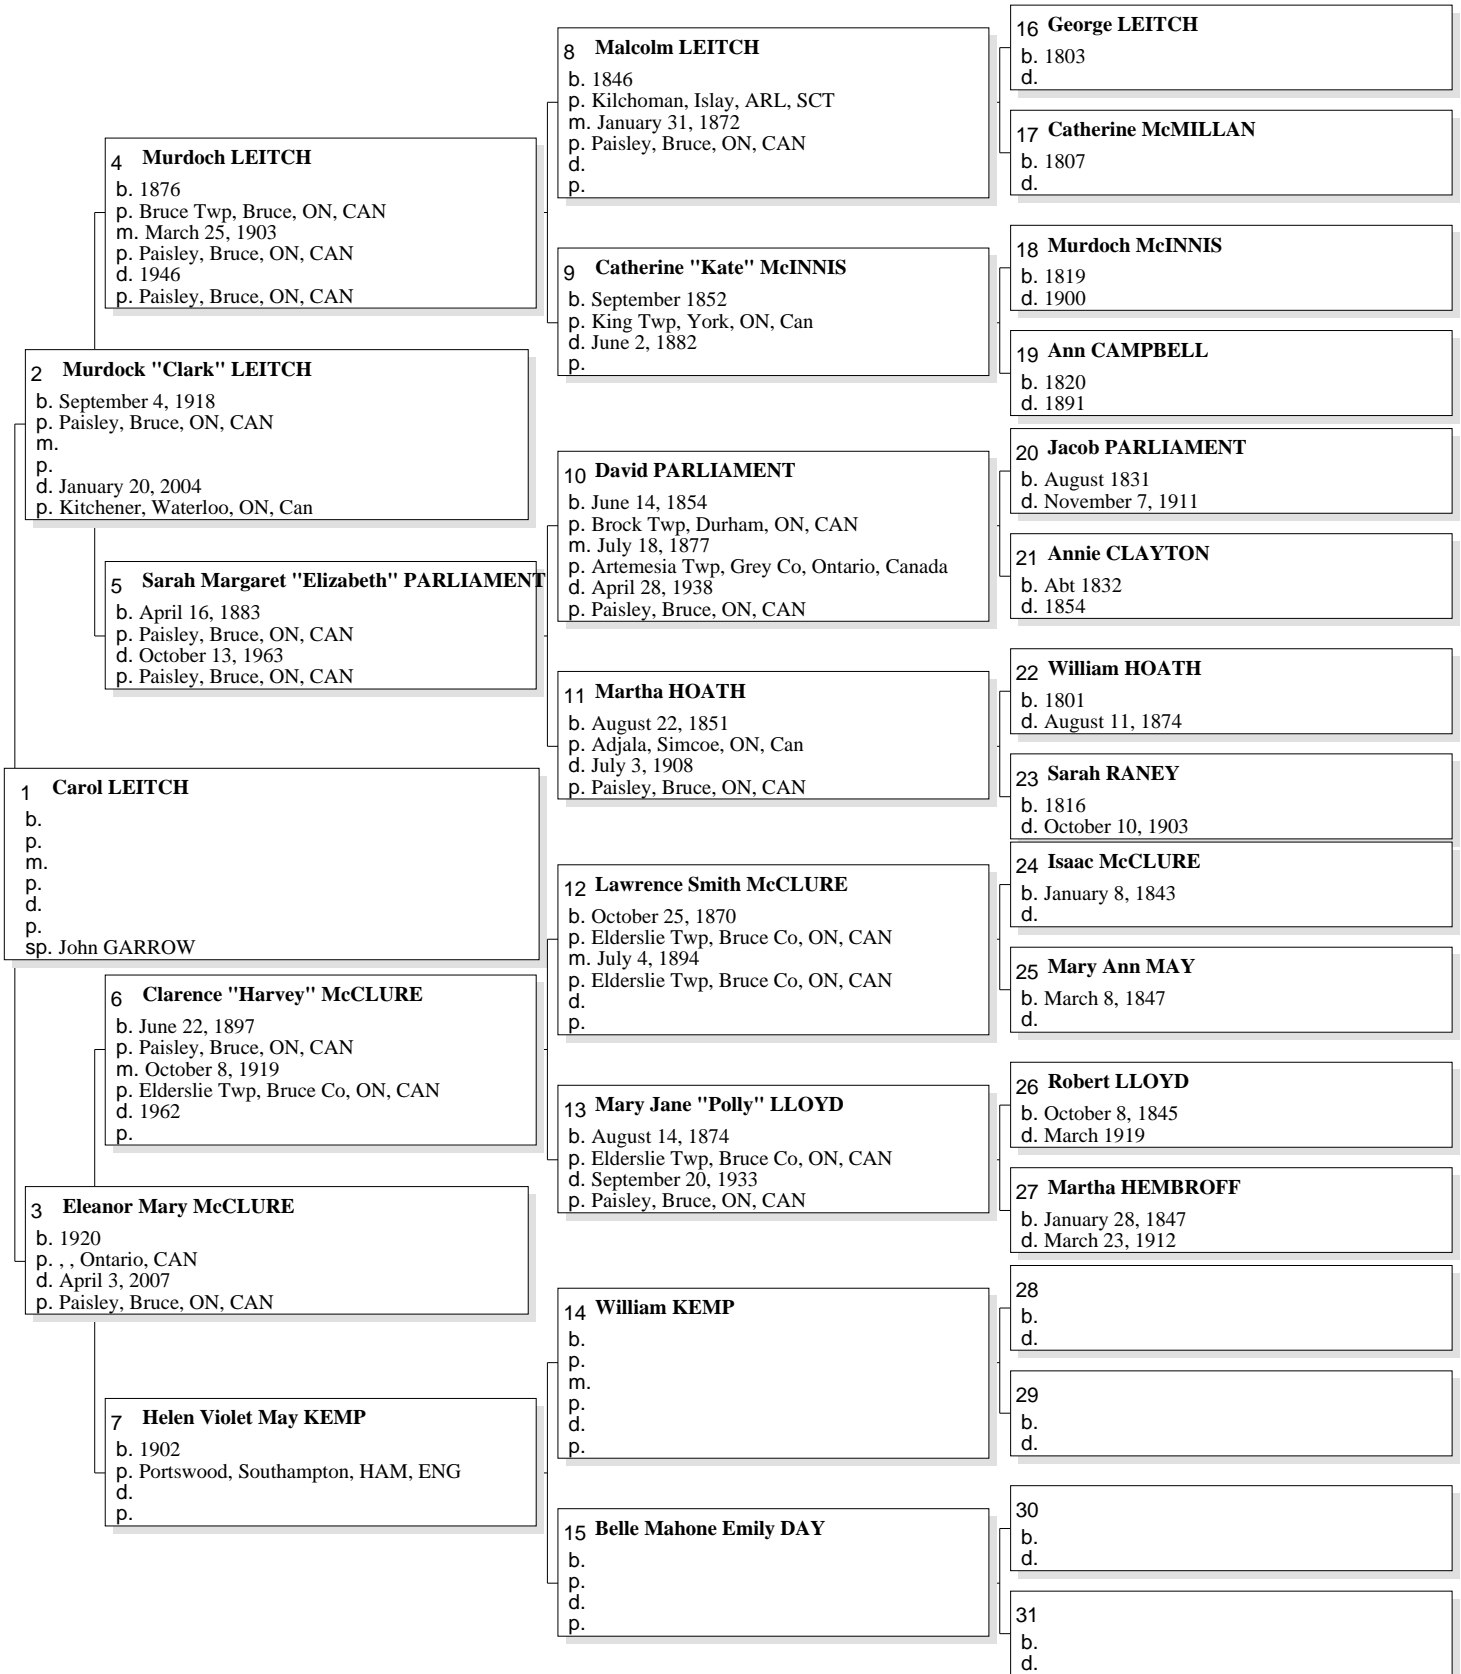 16 George LEITCH
b. 1803
d.
8 Malcolm LEITCH
b. 1846
p. Kilchoman, Islay, ARL, SCT
m. January 31, 1872
p. Paisley, Bruce, ON, CAN
d.
p.
17 Catherine McMILLAN
b. 1807
d.
4 Murdoch LEITCH
b. 1876
p. Bruce Twp, Bruce, ON, CAN
m. March 25, 1903
p. Paisley, Bruce, ON, CAN
d. 1946
p. Paisley, Bruce, ON, CAN
18 Murdoch McINNIS
b. 1819
d. 1900
9 Catherine "Kate" McINNIS
b. September 1852
p. King Twp, York, ON, Can
d. June 2, 1882
p.
19 Ann CAMPBELL
b. 1820
d. 1891
2 Murdock "Clark" LEITCH
b. September 4, 1918
p. Paisley, Bruce, ON, CAN
m.
p.
d. January 20, 2004
p. Kitchener, Waterloo, ON, Can
20 Jacob PARLIAMENT
b. August 1831
d. November 7, 1911
10 David PARLIAMENT
b. June 14, 1854
p. Brock Twp, Durham, ON, CAN
m. July 18, 1877
p. Artemesia Twp, Grey Co, Ontario, Canada
d. April 28, 1938
p. Paisley, Bruce, ON, CAN
21 Annie CLAYTON
b. Abt 1832
d. 1854
5 Sarah Margaret "Elizabeth" PARLIAMENT
b. April 16, 1883
p. Paisley, Bruce, ON, CAN
d. October 13, 1963
p. Paisley, Bruce, ON, CAN
22 William HOATH
b. 1801
d. August 11, 1874
11 Martha HOATH
b. August 22, 1851
p. Adjala, Simcoe, ON, Can
d. July 3, 1908
p. Paisley, Bruce, ON, CAN
23 Sarah RANEY
b. 1816
d. October 10, 1903
1 Carol LEITCH
b.
p.
m.
p.
d.
p.
sp. John GARROW
24 Isaac McCLURE
b. January 8, 1843
d.
12 Lawrence Smith McCLURE
b. October 25, 1870
p. Elderslie Twp, Bruce Co, ON, CAN
m. July 4, 1894
p. Elderslie Twp, Bruce Co, ON, CAN
d.
p.
25 Mary Ann MAY
b. March 8, 1847
d.
6 Clarence "Harvey" McCLURE
b. June 22, 1897
p. Paisley, Bruce, ON, CAN
m. October 8, 1919
p. Elderslie Twp, Bruce Co, ON, CAN
d. 1962
p.
26 Robert LLOYD
b. October 8, 1845
d. March 1919
13 Mary Jane "Polly" LLOYD
b. August 14, 1874
p. Elderslie Twp, Bruce Co, ON, CAN
d. September 20, 1933
p. Paisley, Bruce, ON, CAN
27 Martha HEMBROFF
b. January 28, 1847
d. March 23, 1912
3 Eleanor Mary McCLURE
b. 1920
p. , , Ontario, CAN
d. April 3, 2007
p. Paisley, Bruce, ON, CAN
28
b.
d.
14 William KEMP
b.
p.
m.
p.
d.
p.
29
b.
d.
7 Helen Violet May KEMP
b. 1902
p. Portswood, Southampton, HAM, ENG
d.
p.
30
b.
d.
15 Belle Mahone Emily DAY
b.
p.
d.
p.
31
b.
d.